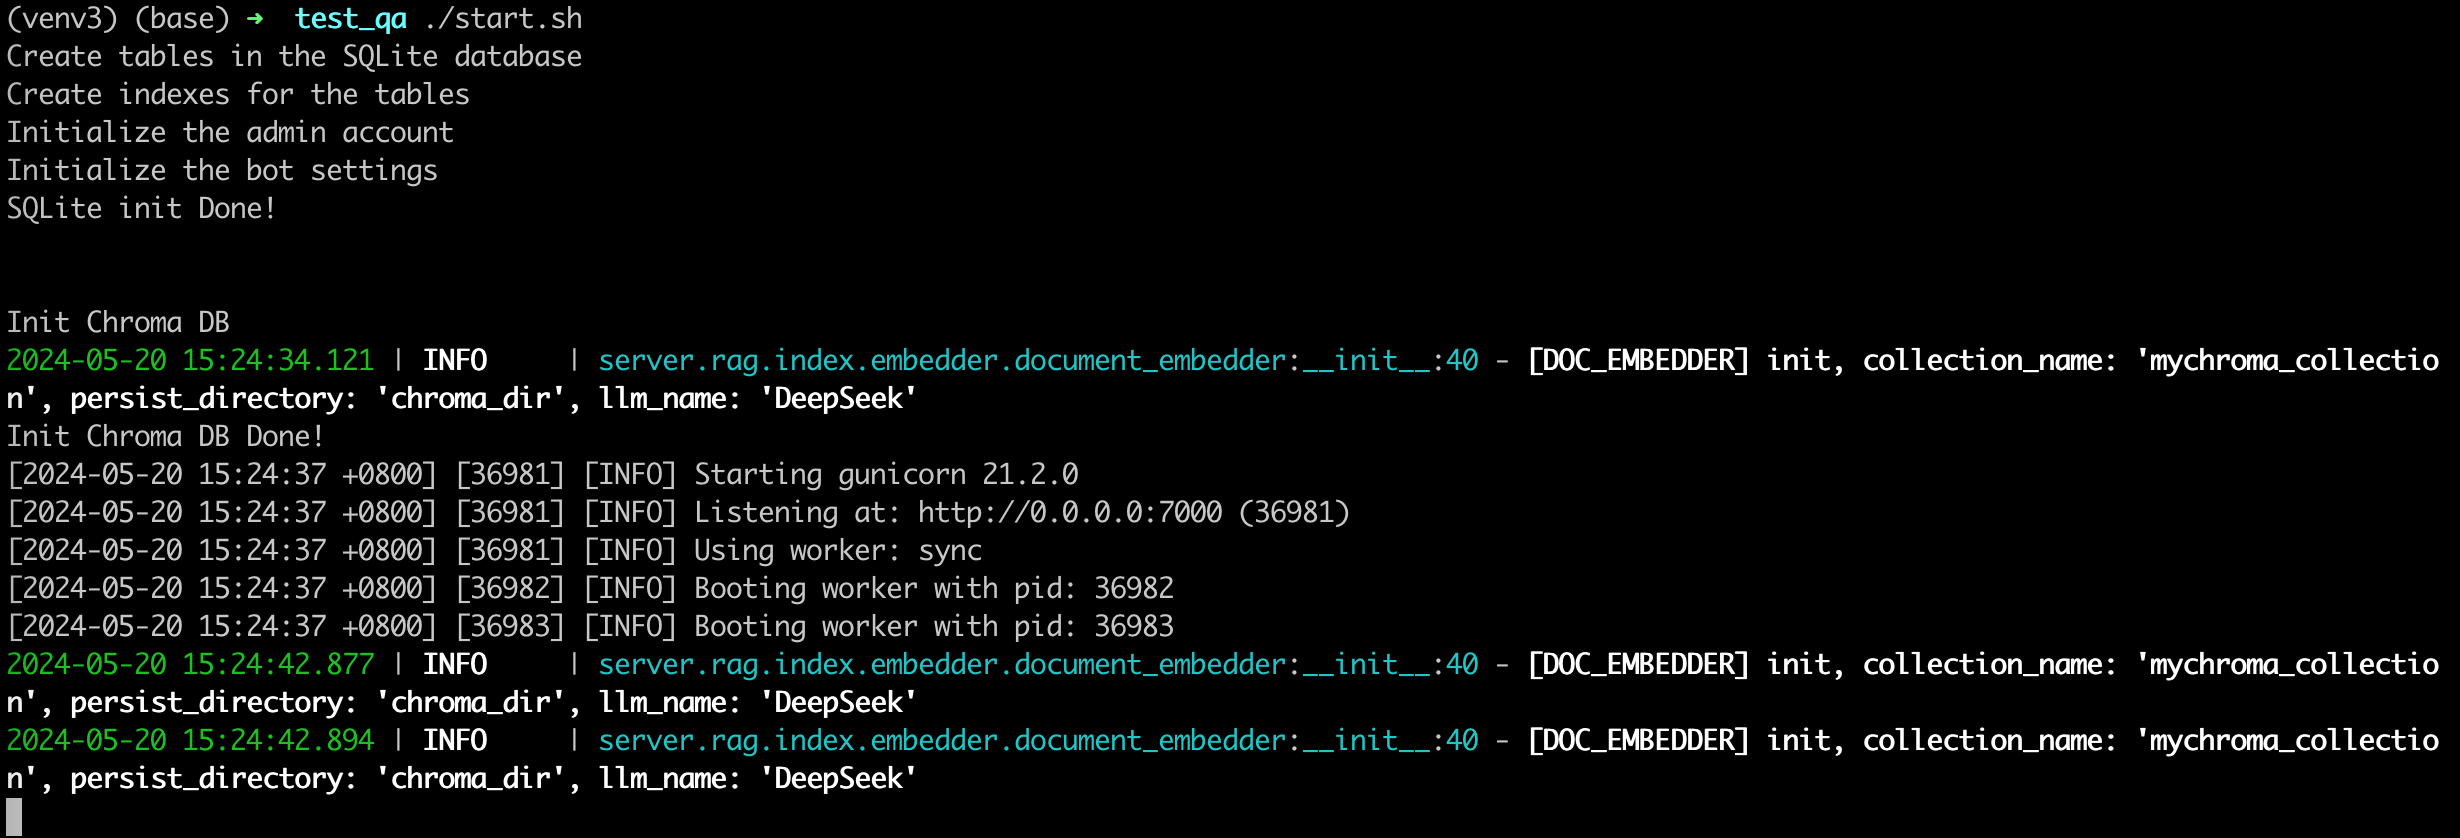 (venv3) (base) ➜  test_qa ./start.sh
Create tables in the SQLite database
Create indexes for the tables
Initialize the admin account
Initialize the bot settings
SQLite init Done!
Init Chroma DB
2024-05-20 15:24:34.121 | INFO     | server.rag.index.embedder.document_embedder:__init__:40 - [DOC_EMBEDDER] init, collection_name: 'mychroma_collectio
n', persist_directory: 'chroma_dir', llm_name: 'DeepSeek'
Init Chroma DB Done!
[2024-05-20 15:24:37 +0800] [36981] [INFO] Starting gunicorn 21.2.0
[2024-05-20 15:24:37 +0800] [36981] [INFO] Listening at: http://0.0.0.0:7000 (36981)
[2024-05-20 15:24:37 +0800] [36981] [INFO] Using worker: sync
[2024-05-20 15:24:37 +0800] [36982] [INFO] Booting worker with pid: 36982
[2024-05-20 15:24:37 +0800] [36983] [INFO] Booting worker with pid: 36983
2024-05-20 15:24:42.877 | INFO     | server.rag.index.embedder.document_embedder:__init__:40 - [DOC_EMBEDDER] init, collection_name: 'mychroma_collectio
n', persist_directory: 'chroma_dir', llm_name: 'DeepSeek'
2024-05-20 15:24:42.894 | INFO     | server.rag.index.embedder.document_embedder:__init__:40 - [DOC_EMBEDDER] init, collection_name: 'mychroma_collectio
n', persist_directory: 'chroma_dir', llm_name: 'DeepSeek'